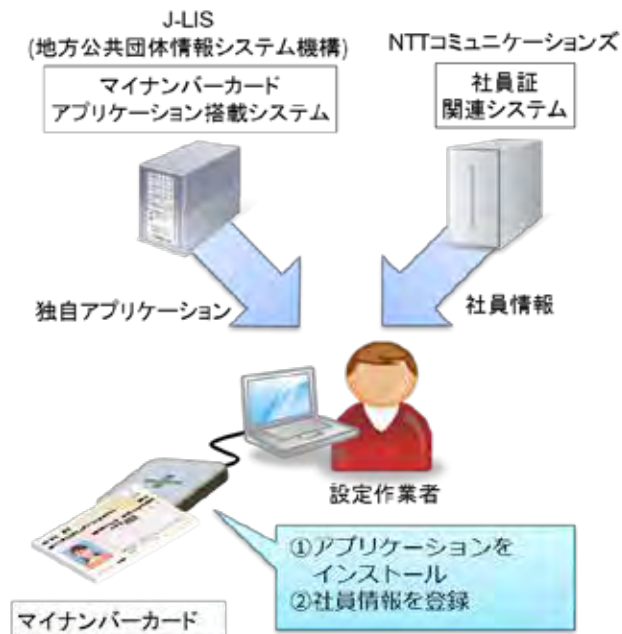 J-LIS
(地方公共団体情報システム機構)
マイナンバーカード
アプリケーション搭載システム
NTTコミュニケーションズ
社員証
関連システム
独自アプリケーション
社員情報
設定作業者
①アプリケーションを
インストール
②社員情報を登録
マイナンバーカード